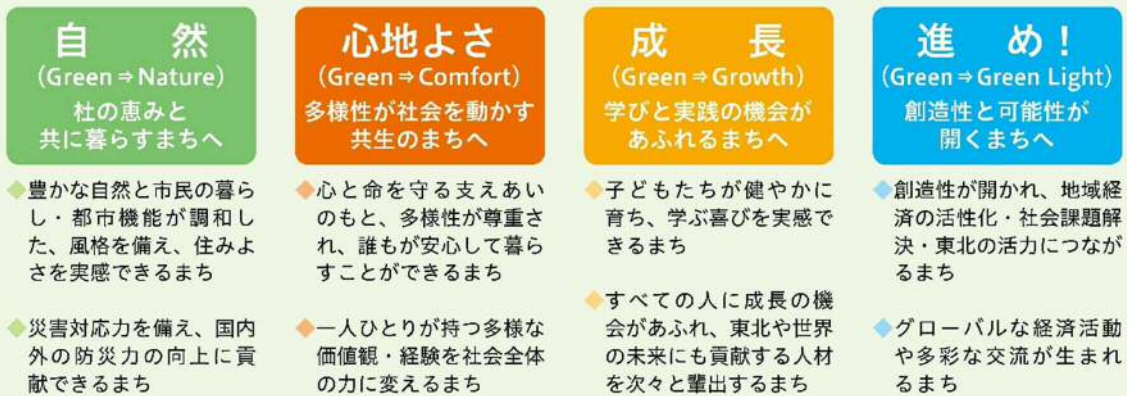 自　然
(Green⇒Nature)
杜の恵みと
共に暮らすまちへ
◆豊かな自然と市民の暮ら
し・都市機能が調和し
た、風格を備え、住みよ
さを実感できるまち
◆災害対応力を備え、国内
外の防災力の向上に貢
献できるまち
心地よさ
(Green⇒Comfort)
多様性が社会を動かす
共生のまちへ
◆心と命を守る支えあい
のもと、多様性が尊重さ
れ、誰もが安心して暮ら
すことができるまち
◆一人ひとりが持つ多様な
価値観・経験を社会全体
の力に変えるまち
成　長
(Green⇒Growth)
学びと実践の機会が
あふれるまちへ
◆子どもたちが健やかに
育ち、学ぶ喜びを実感で
きるまち
◆すべての人に成長の機
会があふれ、東北や世界
の未来にも貢献する人材
を次々と輩出するまち
進　め！
(Green⇒Green Light)
創造性と可能性が
開くまちへ
◆創造性が開かれ、地域経
済の活性化・社会課題解
決・東北の活力につなが
るまち
◆グローバルな経済活動
や多彩な交流が生まれ
るまち